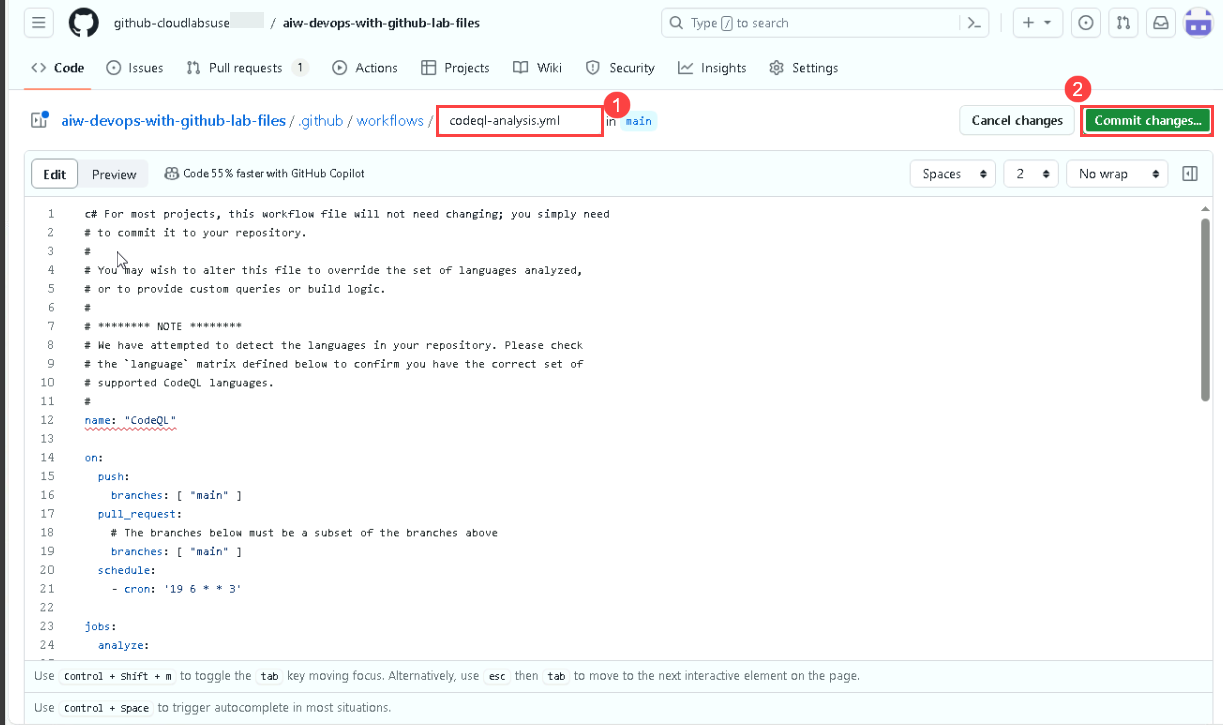 github-cloudlabsuse / aiw-devops-with-github-lab-files Type / to search
Code Issues Pull requests 1 Actions Projects Wiki Security Insights Settings
1 2
aiw-devops-with-github-lab-files / .github / workflows / codeql-analysis.yml in main Cancel changes Commit changes...
Edit Preview Code 55% faster with GitHub Copilot Spaces 2 No wrap
1 c# For most projects, this workflow file will not need changing; you simply need
2 # to commit it to your repository.
3 #
4 # You may wish to alter this file to override the set of languages analyzed,
5 # or to provide custom queries or build logic.
6 #
7 # ******** NOTE ********
8 # We have attempted to detect the languages in your repository. Please check
9 # the `language` matrix defined below to confirm you have the correct set of
10 # supported CodeQL languages.
11 #
12 name: "CodeQL"
13
14 on:
15   push:
16     branches: [ "main" ]
17   pull_request:
18     # The branches below must be a subset of the branches above
19     branches: [ "main" ]
20   schedule:
21     - cron: '19 6 * * 3'
22
23 jobs:
24   analyze:
Use Control + Shift + m to toggle the tab key moving focus. Alternatively, use esc then tab to move to the next interactive element on the page.
Use Control + Space to trigger autocomplete in most situations.